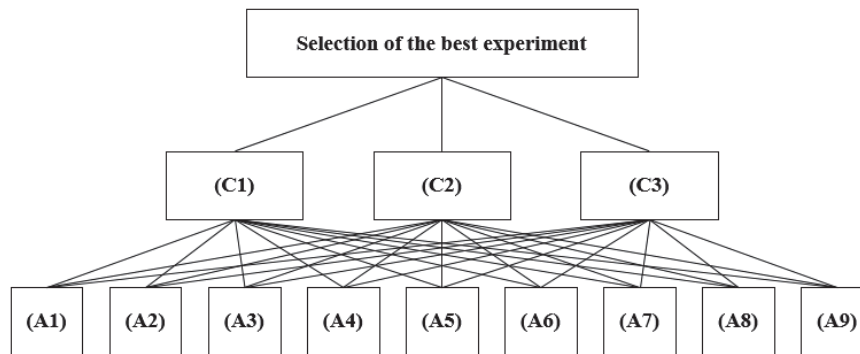 Selection of the best experiment
(C1) (C2) (C3)
(A1) (A2) (A3) (A4) (A5) (A6) (A7) (A8) (A9)